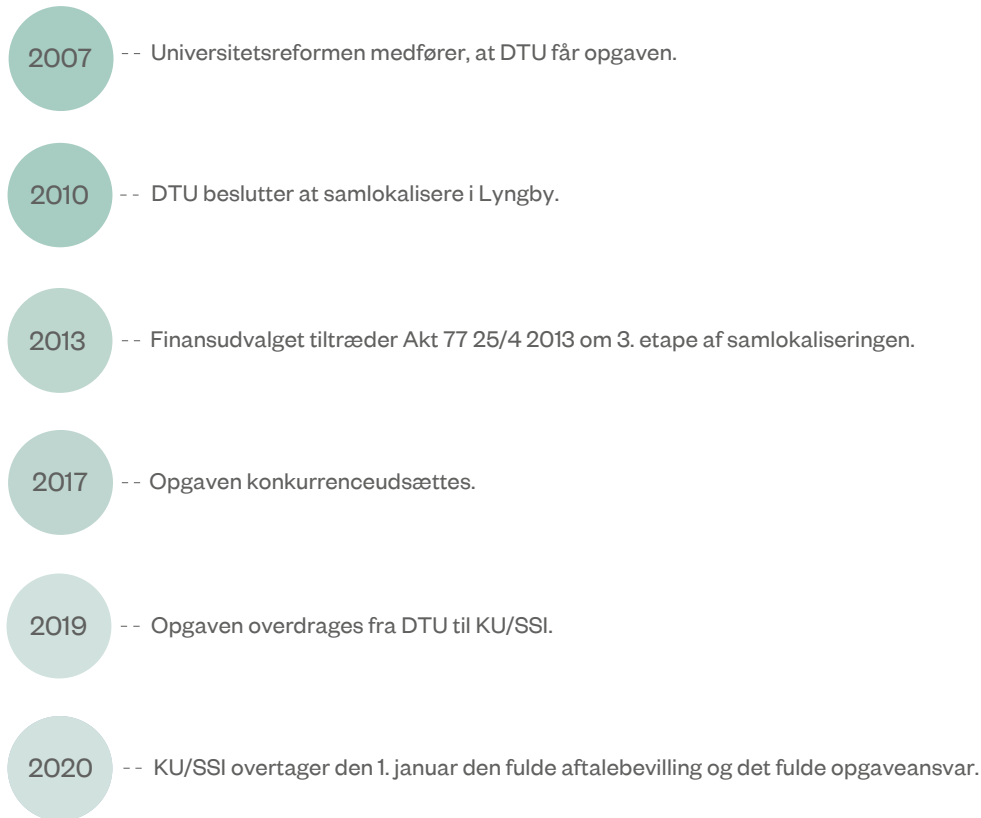 2007 -- Universitetsreformen medfører, at DTU får opgaven.
2010 -- DTU beslutter at samlokalisere i Lyngby.
2013 -- Finansudvalget tiltræder Akt 77 25/4 2013 om 3. etape af samlokaliseringen.
2017 -- Opgaven konkurrenceudsættes.
2019 -- Opgaven overdrages fra DTU til KU/SSI.
2020 -- KU/SSI overtager den 1. januar den fulde aftalebevilling og det fulde opgaveansvar.